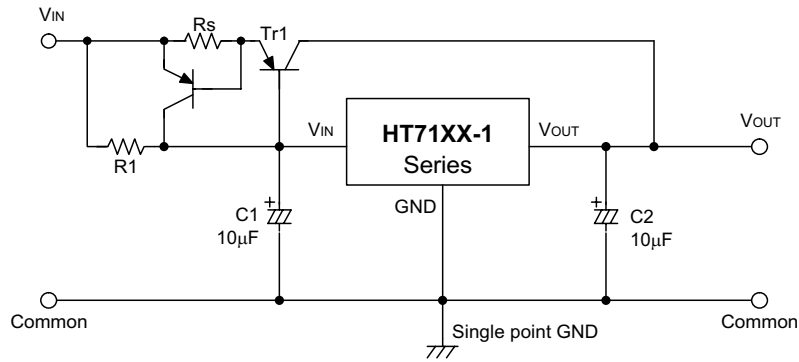 VIN
Rs
Tr1
VIN
HT71XX-1
VOUT
VOUT
R1
Series
GND
C1
10μF
C2
10μF
Common
Single point GND
Common